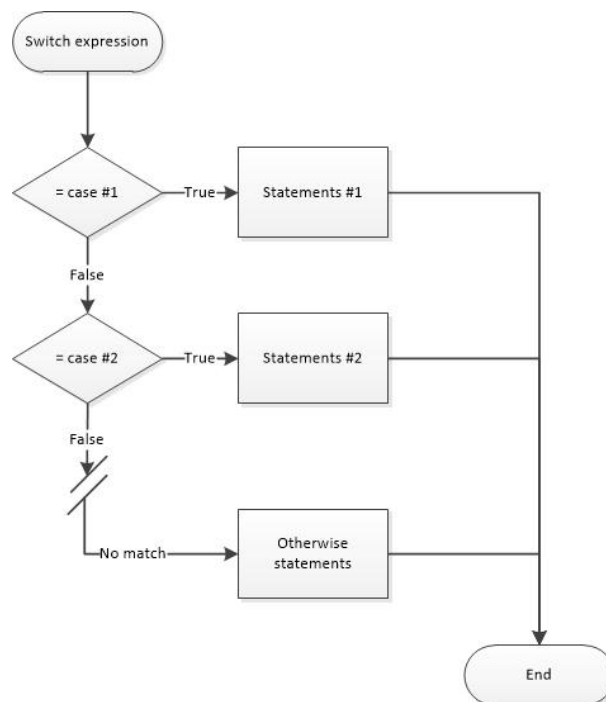 Switch expression
= case #1
True
Statements #1
False
= case #2
True
Statements #2
False
No match
Otherwise
statements
End